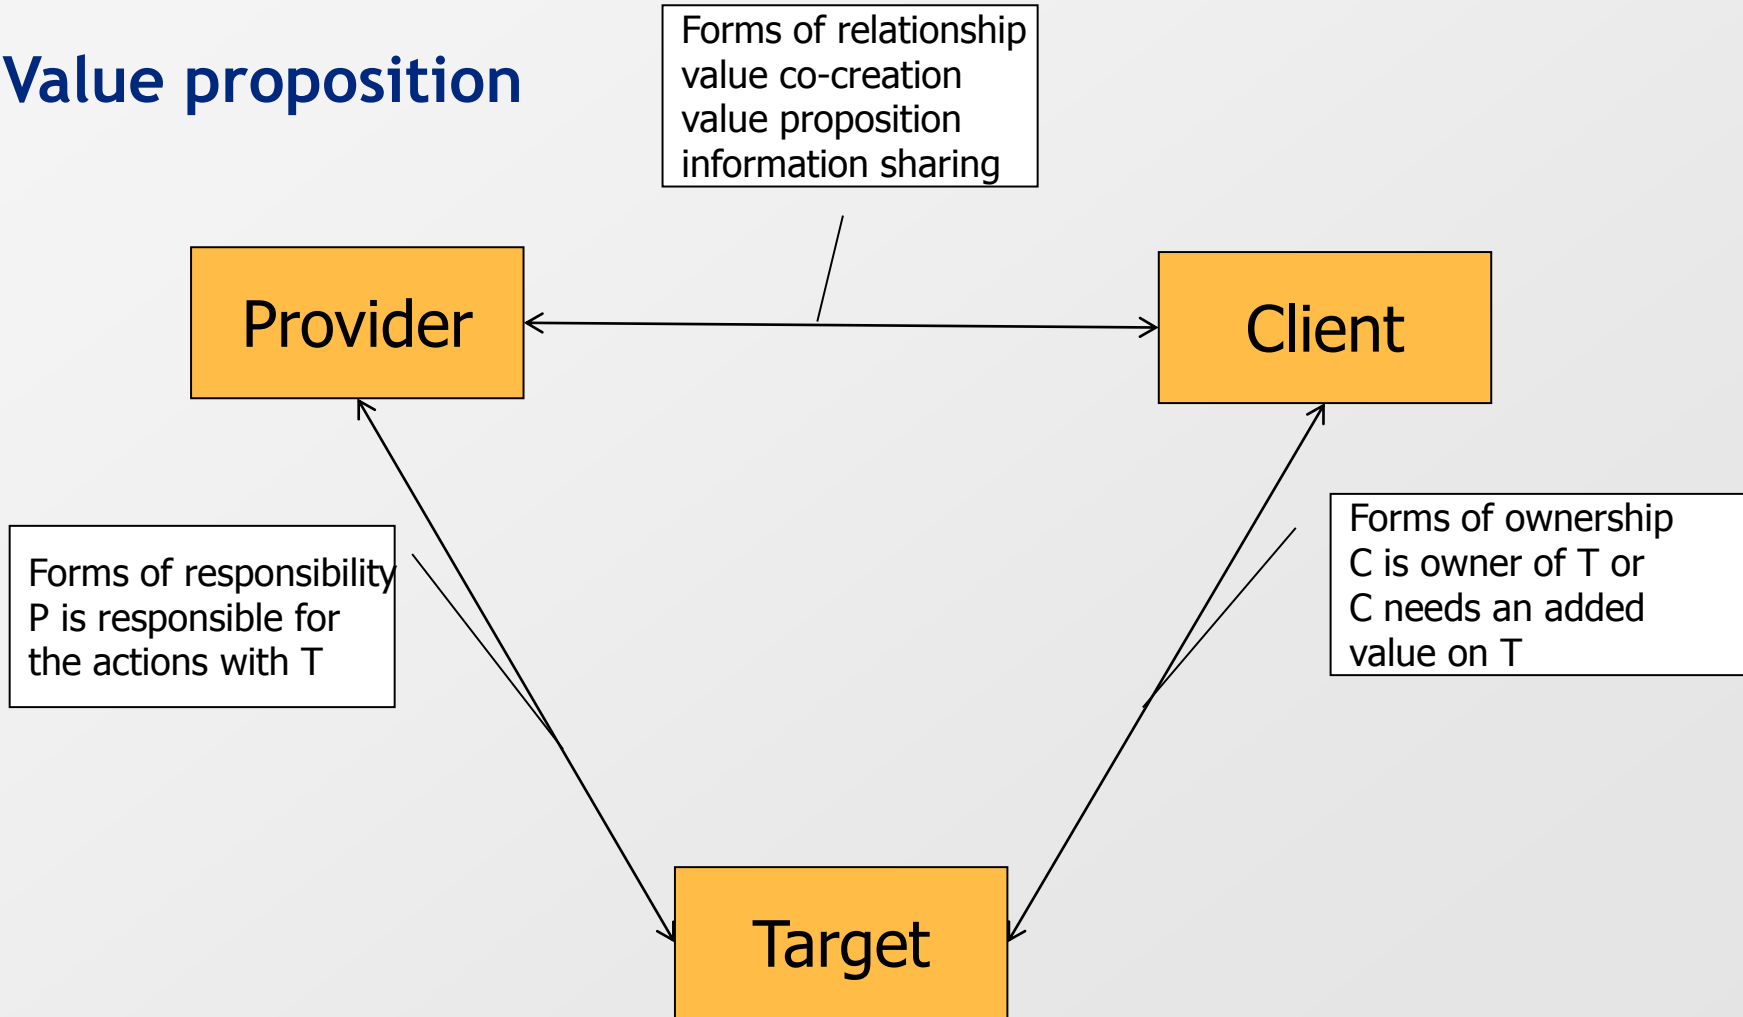 Value proposition
Forms of relationship
value co-creation
value proposition
information sharing
Provider
Client
Forms of responsibility
P is responsible for
the actions with T
Forms of ownership
C is owner of T or
C needs an added
value on T
Target